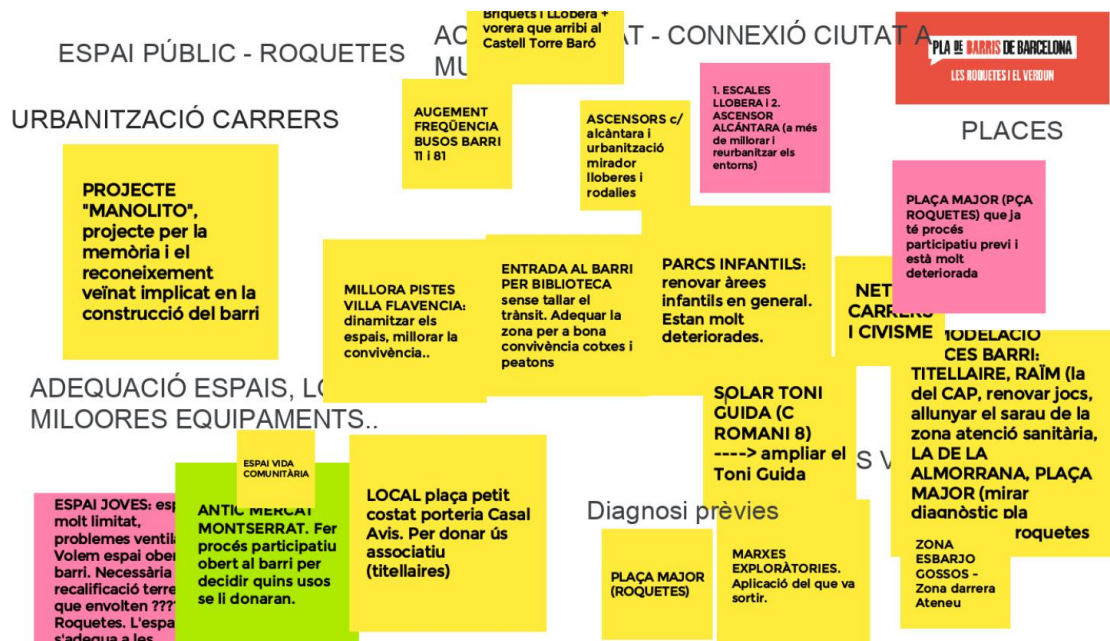 ESPAI PÚBLIC - ROQUETES
T - CONNEXIÓ CIUTAT A
Briquets i LLobera +
vorera que arribi al
Castell Torre Baró
PLA DE BARRIS DE BARCELONA
LES ROQUETES I EL VERDUN
URBANITZACIÓ CARRERS
AUGEMENT
FREQÜENCIA
BUSOS BARRI
11 i 81
ASCENSORS c/
alcàntara i
urbanització
mirador
lloberes i
rodalies
1. ESCALES
LLOBERA i 2.
ASCENSOR
ALCÁNTARA (a més
de millorar i
reurbanitzar els
entorns)
PLACES
PROJECTE
"MANOLITO",
projecte per la
memòria i el
reconeixement
veïnat implicat en la
construcció del barri
MILLORA PISTES
VILLA FLAVENCIA:
dinamitzar els
espais, millorar la
convivència..
ENTRADA AL BARRI
PER BIBLIOTECA
sense tallar el
trànsit. Adequar la
zona per a bona
convivència cotxes i
peatons
PARCS INFANTILS:
renovar àrees
infantils en general.
Estan molt
deteriorades.
NET
CARRERS
I CIVISME
PLAÇA MAJOR (PÇA
ROQUETES) que ja
té procés
participatiu previ i
està molt
deteriorada
MODELACIÓ
CES BARRI:
TITELLAIRE, RAÏM (la
del CAP, renovar jocs,
allunyar el sarau de la
zona atenció sanitària,
LA DE LA
ALMORRANA, PLAÇA
MAJOR (mirar
diagnòstic pla
roquetes
ADEQUACIÓ ESPAIS,
MILOORES EQUIPAMENTS..
SOLAR TONI
GUIDA (C
ROMANI 8)
----> ampliar el
Toni Guida
ESPAI VIDA
COMUNITÀRIA
ESPAI JOVES:
molt limitat,
problemes
Volem espai
barri. Necessària
recalificació
que envolten
Roquetes. L'espa
s'adequa a les
ANTIC MERCAT
MONTSERRAT. Fer
procés participatiu
obert al barri per
decidir quins usos
se li donaran.
LOCAL plaça petit
costat porteria Casal
Avis. Per donar ús
associatiu
(titellaires)
Diagnosi prèvies
PLAÇA MAJOR
(ROQUETES)
MARXES
EXPLORÀTORIES.
Aplicació del que va
sortir.
ZONA
ESBARJO
GOSSOS -
Zona darrera
Ateneu